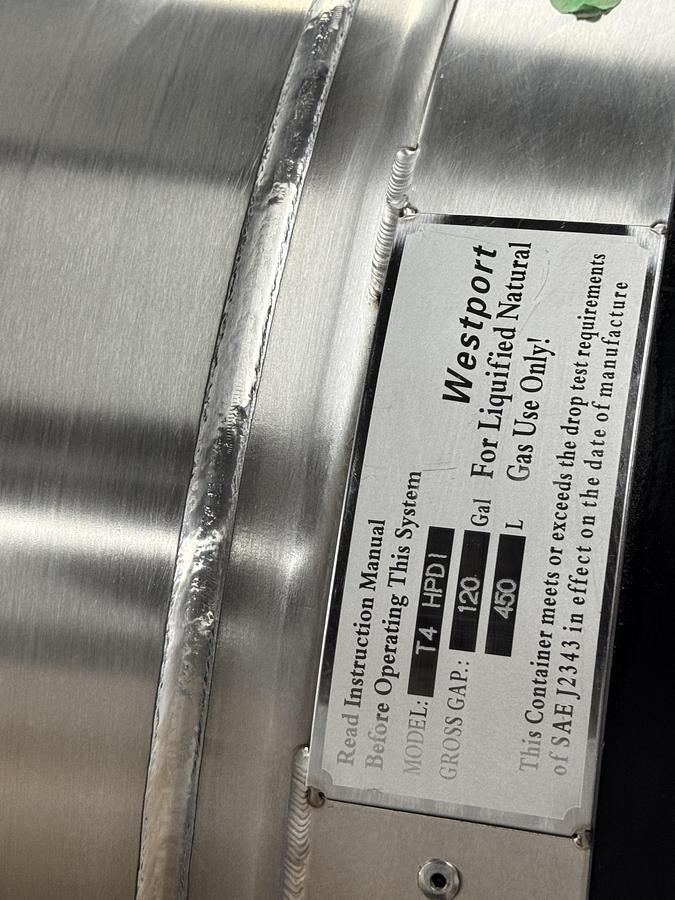 Read Instruction Manual
Before Operating This System
MODEL: T4 HPDI
GROSS GAP.: 120 Gal
450 L
Westport
For Liquified Natural
Gas Use Only!
This Container meets or exceeds the drop test requirements
of SAE J2343 in effect on the date of manufacture